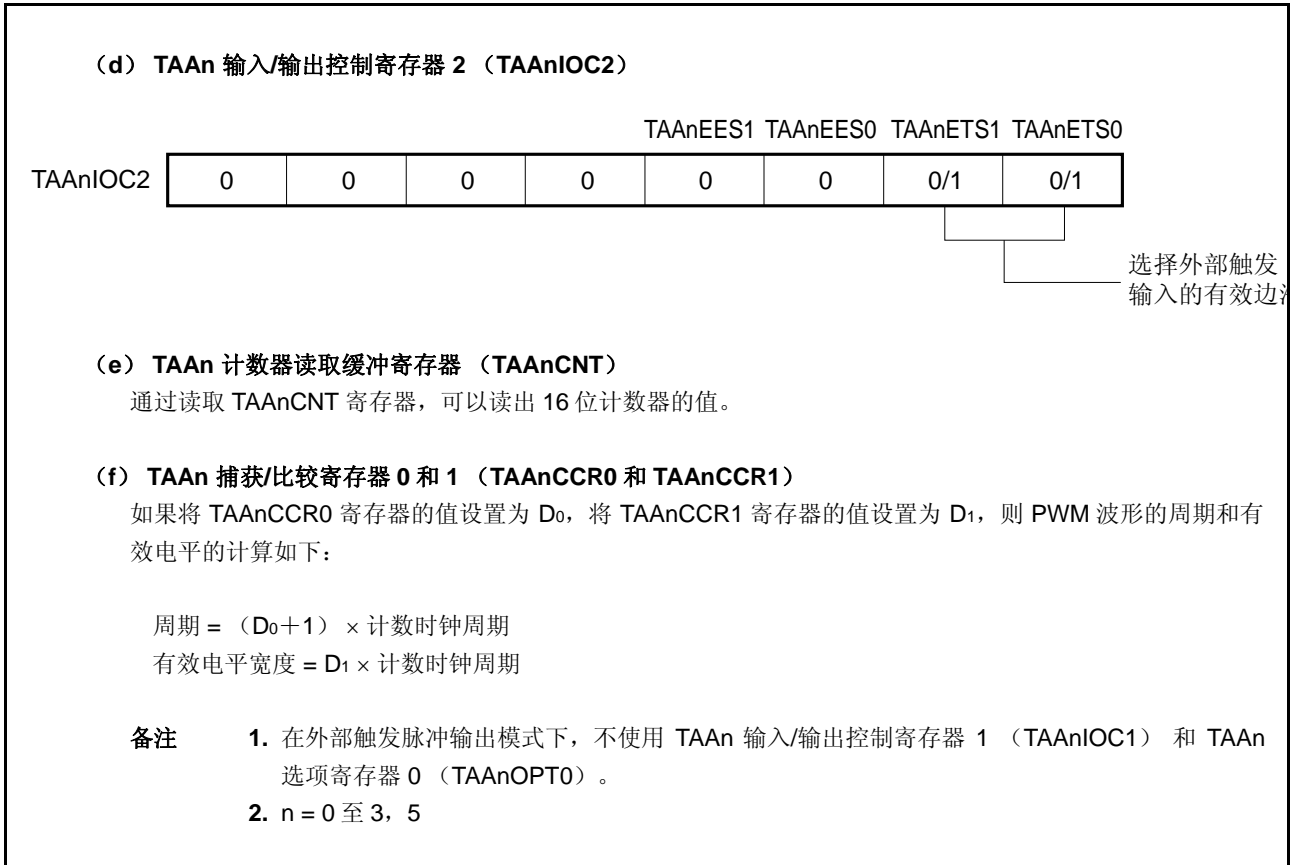 （d） TAAn 输入/输出控制寄存器 2 （TAAnIOC2）
TAAnEES1 TAAnEES0 TAAnETS1 TAAnETS0
TAAnIOC2 0 0 0 0 0 0 0/1 0/1
选择外部触发
输入的有效边
（e） TAAn 计数器读取缓冲寄存器 （TAAnCNT）
通过读取 TAAnCNT 寄存器，可以读出 16 位计数器的值。
（f） TAAn 捕获/比较寄存器 0 和 1 （TAAnCCR0 和 TAAnCCR1）
如果将 TAAnCCR0 寄存器的值设置为 D0，将 TAAnCCR1 寄存器的值设置为 D1，则 PWM 波形的周期和有
效电平的计算如下：
周期 = （D0＋1） × 计数时钟周期
有效电平宽度 = D1 × 计数时钟周期
备注 1. 在外部触发脉冲输出模式下，不使用 TAAn 输入/输出控制寄存器 1 （TAAnIOC1） 和 TAAn
选项寄存器 0 （TAAnOPT0）。
2. n = 0 至 3，5